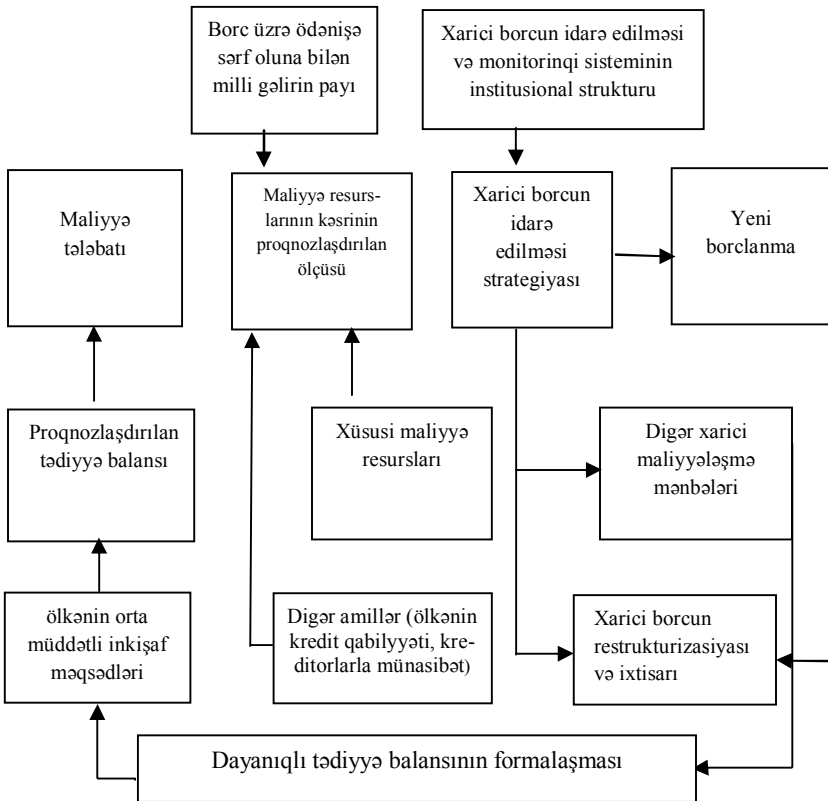 Borc üzrə ödənişə
sərf oluna bilən
milli gəlirin payı
Xarici borcun idarə edilməsi
və monitorinqi sisteminin
institusional strukturu
Maliyyə
tələbatı
Maliyyə resurs-
larının kəsrinin
proqnozlaşdırılan
ölçüsü
Xarici borcun
idarə
edilməsi
strategiyası
Yeni
borclanma
Proqnozlaşdırılan
tədiyyə balansı
Xüsusi maliyyə
resursları
Digər xarici
maliyyələşmə
mənbələri
ölkənin orta
müddətli inkişaf
məqsədləri
Digər amillər (ölkənin
kredit qabilyyəti, kre-
ditorlarla münasibət)
Xarici borcun
restrukturizasiyası
və ixtisarı
Dayanıqlı tədiyyə balansının formalaşması